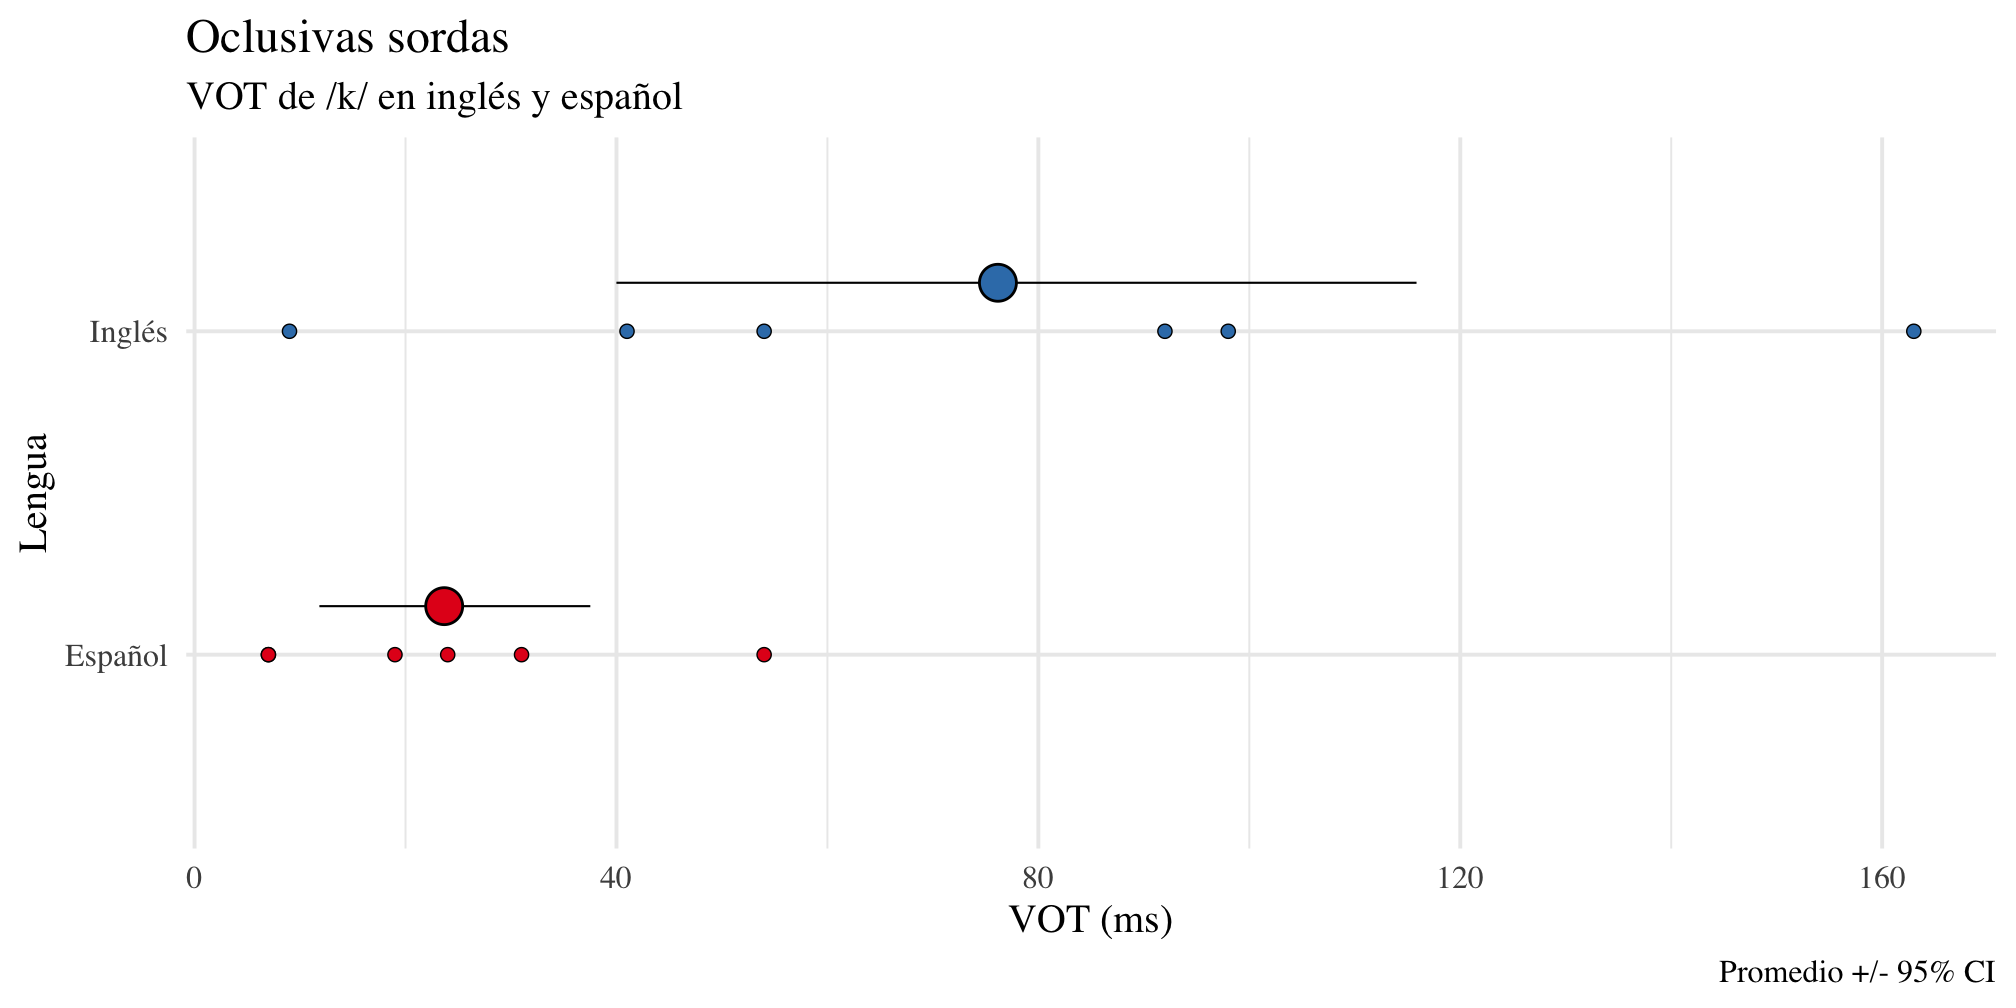 Oclusivas sordas
VOT de /k/ en inglés y español
Inglés
Español
Lengua
0 40 80 120 160
VOT (ms)
Promedio +/- 95% CI